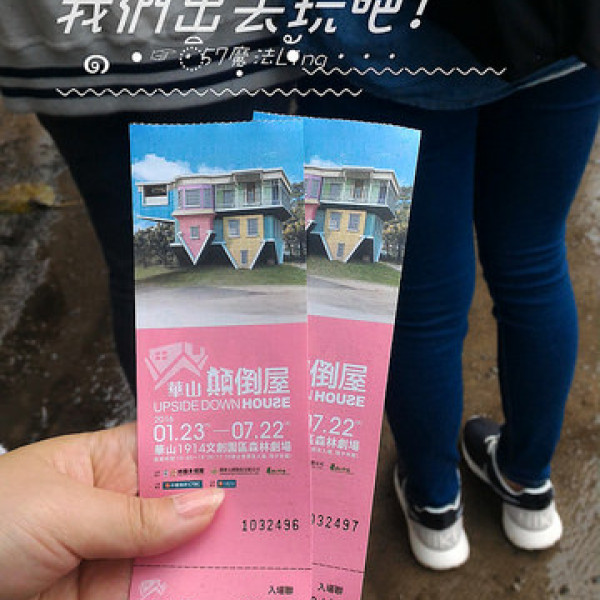 我們出去玩吧！
57魔法Ling
華山 顛倒屋
UPSIDE DOWN HOUSE
2016
01.23 — 07.22
華山1914文創園區森林劇場
1032496
入場聯
倒屋
HOUSE
07.22
區森林劇場
032497
入場聯